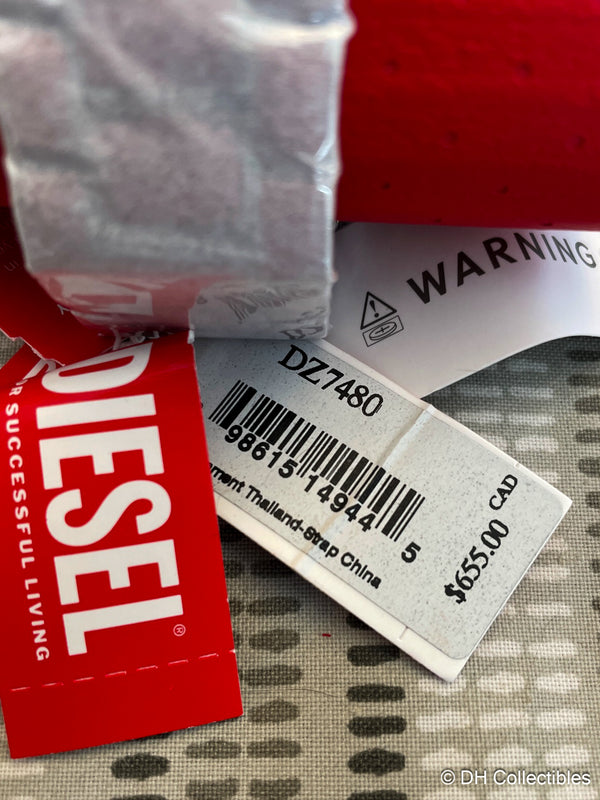 WARNING
DZ7480
98615 14944 5
Thailand-Strap China
$655.00 CAD
DIESEL®
FOR SUCCESSFUL LIVING
© DH Collectibles